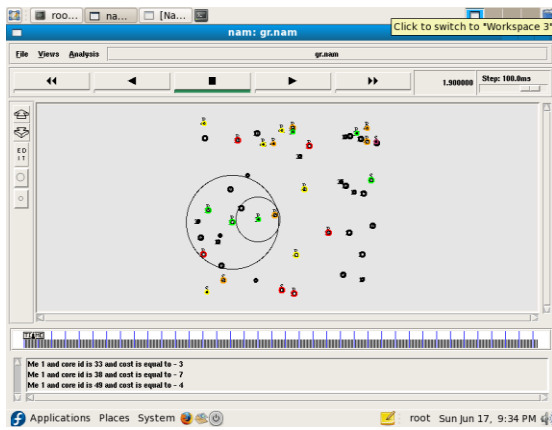 roo...
na...
[Na...
nam: gr.nam
Click to switch to "Workspace 3"
File Views Analysis
gr.nam
1.900000
Step: 100.0ms
ED
IT
Me 1 and core id is 33 and cost is equal to - 3
Me 1 and core id is 38 and cost is equal to - 7
Me 1 and core id is 49 and cost is equal to - 4
Applications Places System
root Sun Jun 17, 9:34 PM